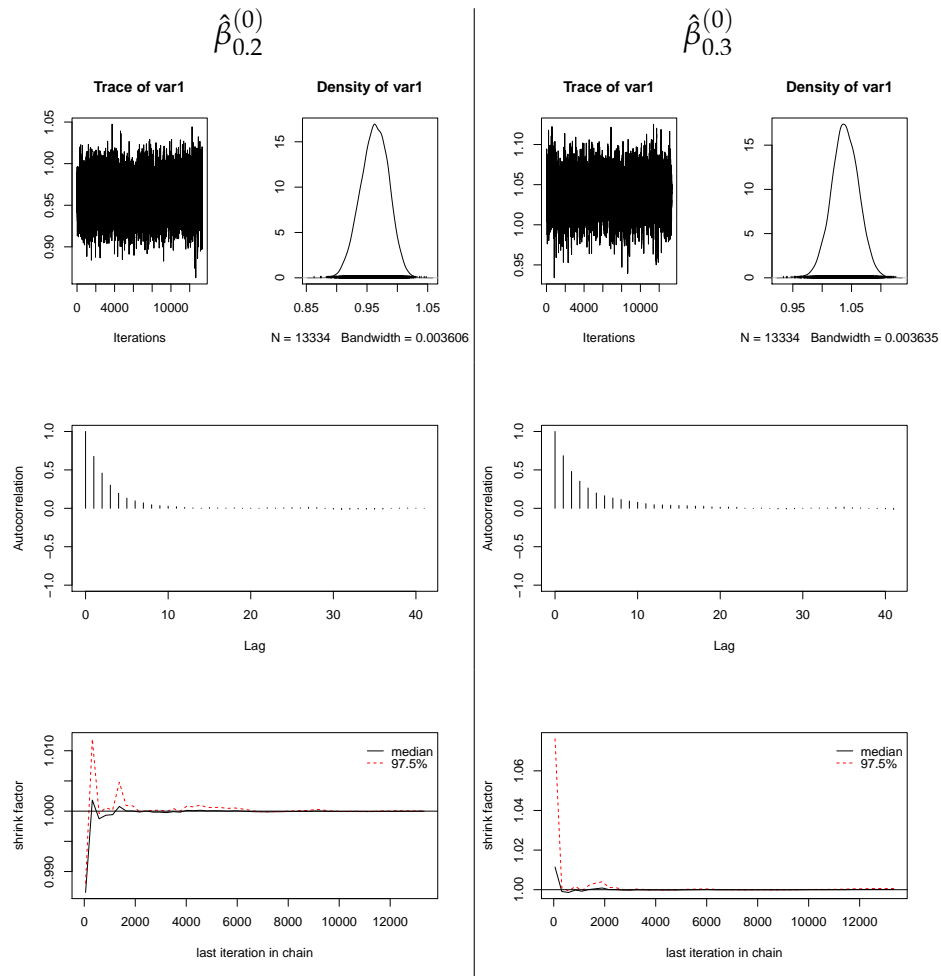 β̂₀.₂⁽⁰⁾
Trace of var1
Density of var1
1.05
1.00
0.95
0.90
0 4000 10000
Iterations
15
10
5
0
0.85 0.95 1.05
N = 13334 Bandwidth = 0.003606
Autocorrelation
1.0
0.5
0.0
−0.5
−1.0
0 10 20 30 40
Lag
shrink factor
1.010
1.000
0.990
median
97.5%
0 2000 4000 6000 8000 10000 12000
last iteration in chain
β̂₀.₃⁽⁰⁾
Trace of var1
Density of var1
1.10
1.05
1.00
0.95
0 4000 10000
Iterations
15
10
5
0
0.95 1.05
N = 13334 Bandwidth = 0.003635
Autocorrelation
1.0
0.5
0.0
−0.5
−1.0
0 10 20 30 40
Lag
shrink factor
1.06
1.04
1.02
1.00
median
97.5%
0 2000 4000 6000 8000 10000 12000
last iteration in chain